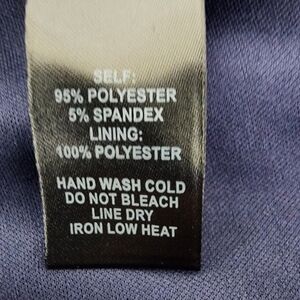 SELF:
95% POLYESTER
5% SPANDEX
LINING:
100% POLYESTER
HAND WASH COLD
DO NOT BLEACH
LINE DRY
IRON LOW HEAT